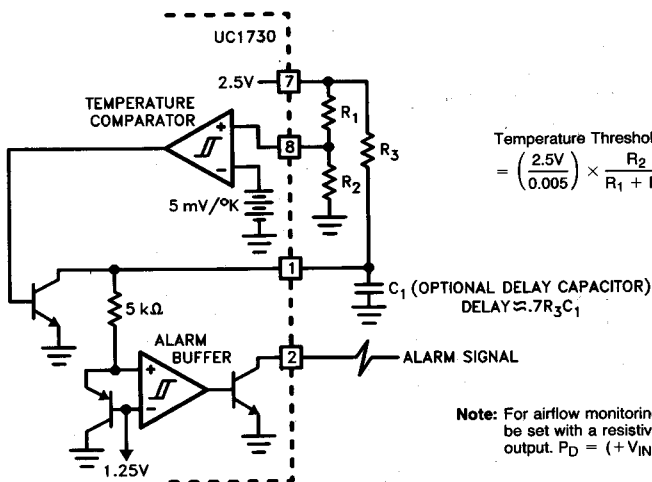 UC1730
2.5V
7
TEMPERATURE
COMPARATOR
R1
+
8
R3
−
R2
5 mV/°K
Temperature Threshol
= (2.5V / 0.005) × R2 / R1 +
1
C1 (OPTIONAL DELAY CAPACITOR)
DELAY ≈ .7R3C1
5 kΩ
ALARM
BUFFER
2
ALARM SIGNAL
+
−
1.25V
Note: For airflow monitoring
be set with a resistiv
output. PD = (+VIN